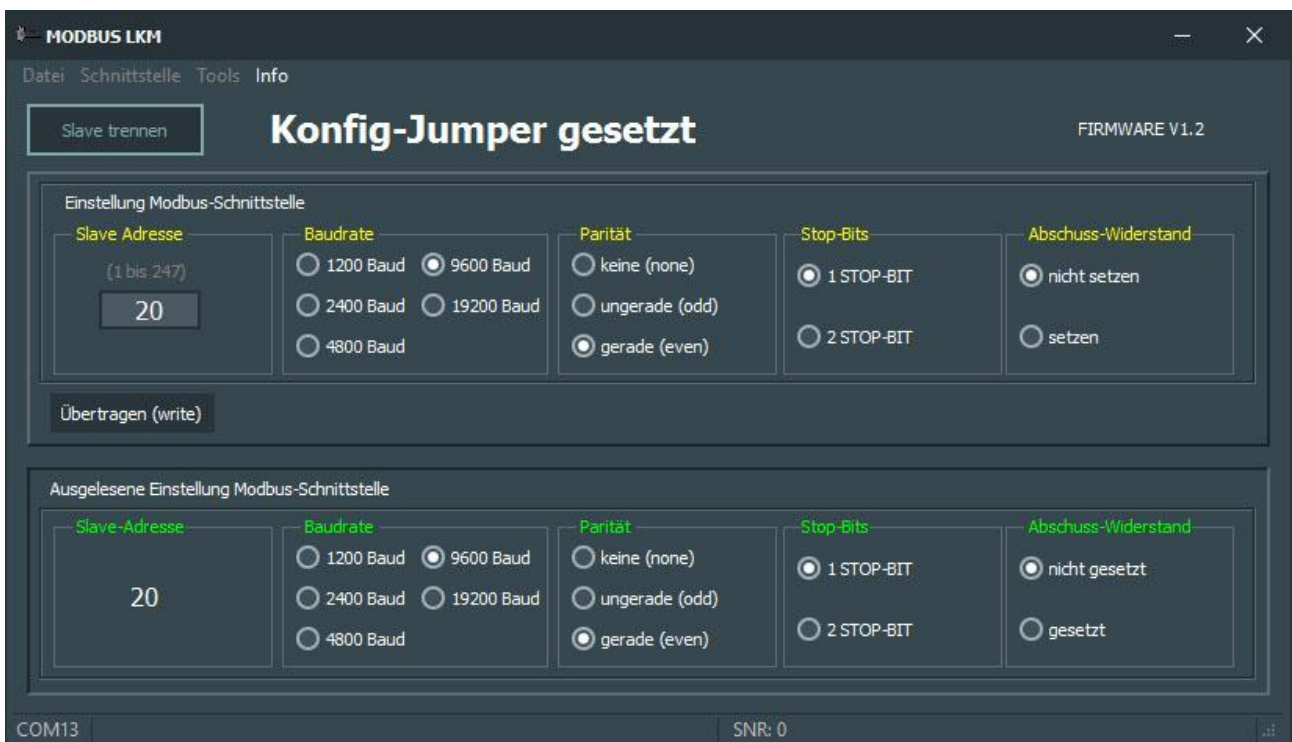 MODBUS LKM
Datei Schnittstelle Tools Info
Slave trennen
Konfig-Jumper gesetzt
FIRMWARE V1.2
Einstellung Modbus-Schnittstelle
Slave Adresse
(1 bis 247)
20
Baudrate
1200 Baud 9600 Baud
2400 Baud 19200 Baud
4800 Baud
Parität
keine (none)
ungerade (odd)
gerade (even)
Stop-Bits
1 STOP-BIT
2 STOP-BIT
Abschuss-Widerstand
nicht setzen
setzen
Übertragen (write)
Ausgelesene Einstellung Modbus-Schnittstelle
Slave-Adresse
20
Baudrate
1200 Baud 9600 Baud
2400 Baud 19200 Baud
4800 Baud
Parität
keine (none)
ungerade (odd)
gerade (even)
Stop-Bits
1 STOP-BIT
2 STOP-BIT
Abschuss-Widerstand
nicht gesetzt
gesetzt
COM13
SNR: 0